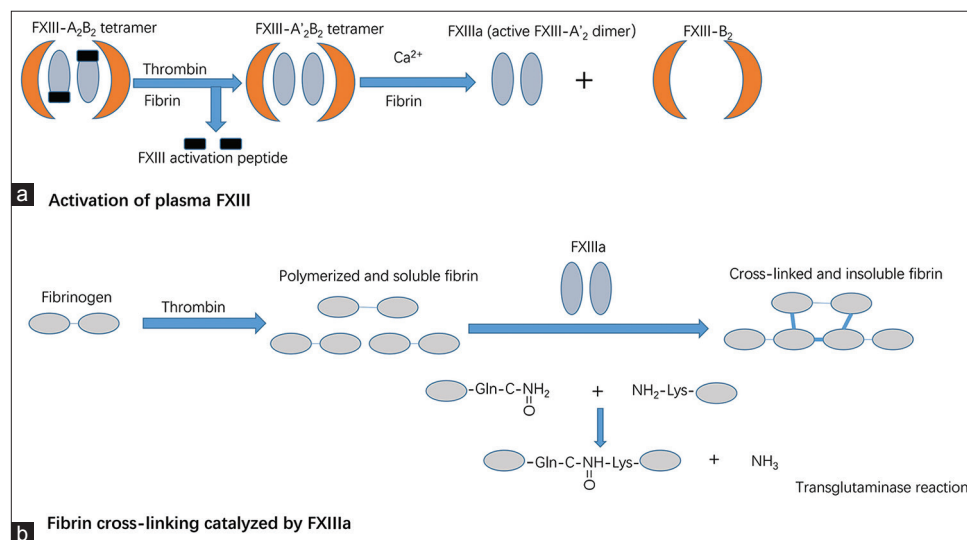 FXIII-A₂B₂ tetramer
FXIII-A'₂B₂ tetramer
FXIIIa (active FXIII-A'₂ dimer)
FXIII-B₂
Thrombin
Fibrin
Ca²⁺
Fibrin
+
FXIII activation peptide
a
Activation of plasma FXIII
FXIIIa
Polymerized and soluble fibrin
Cross-linked and insoluble fibrin
Fibrinogen
Thrombin
-Gln-C-NH₂ + NH₂-Lys-
O
-Gln-C-NH-Lys- + NH₃
O
Transglutaminase reaction
b
Fibrin cross-linking catalyzed by FXIIIa